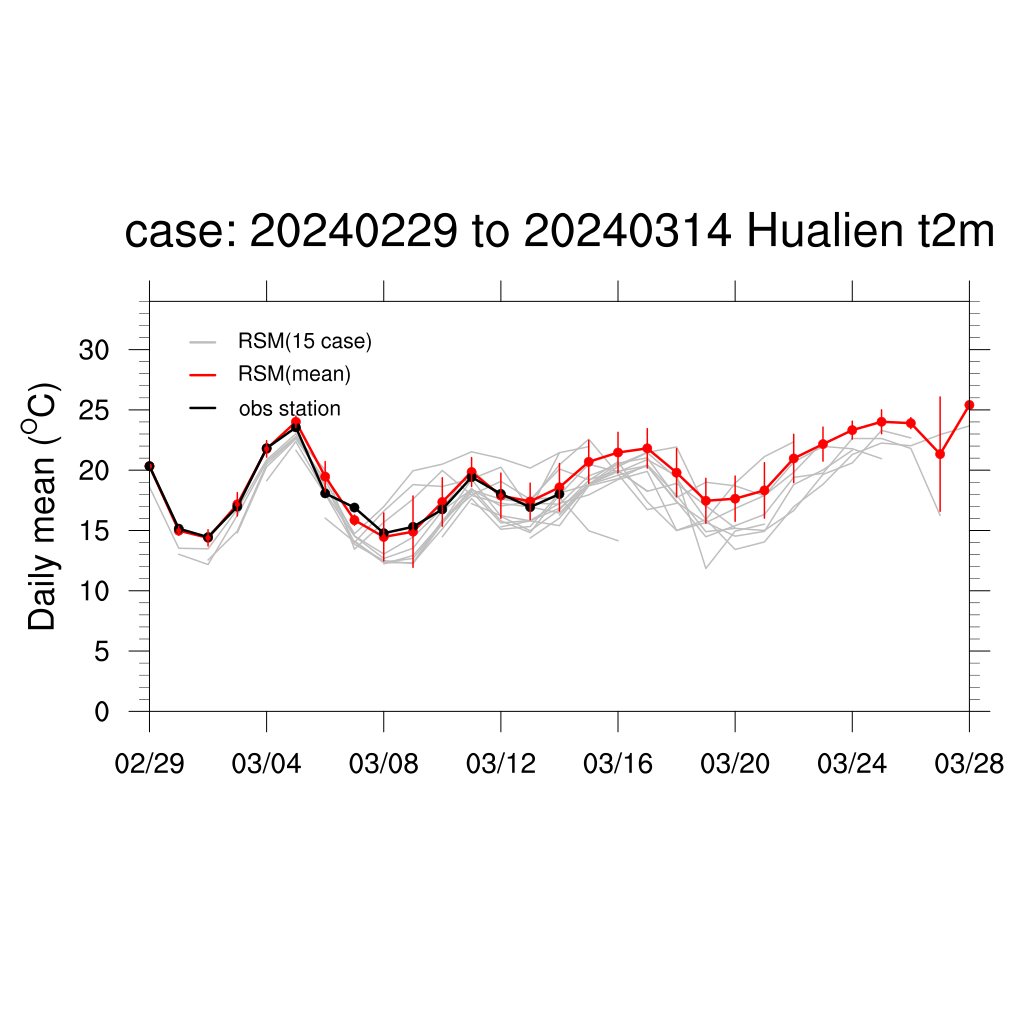 case: 20240229 to 20240314 Hualien t2m
RSM(15 case)
RSM(mean)
obs station
Daily mean (°C)
30
25
20
15
10
5
0
02/29 03/04 03/08 03/12 03/16 03/20 03/24 03/28